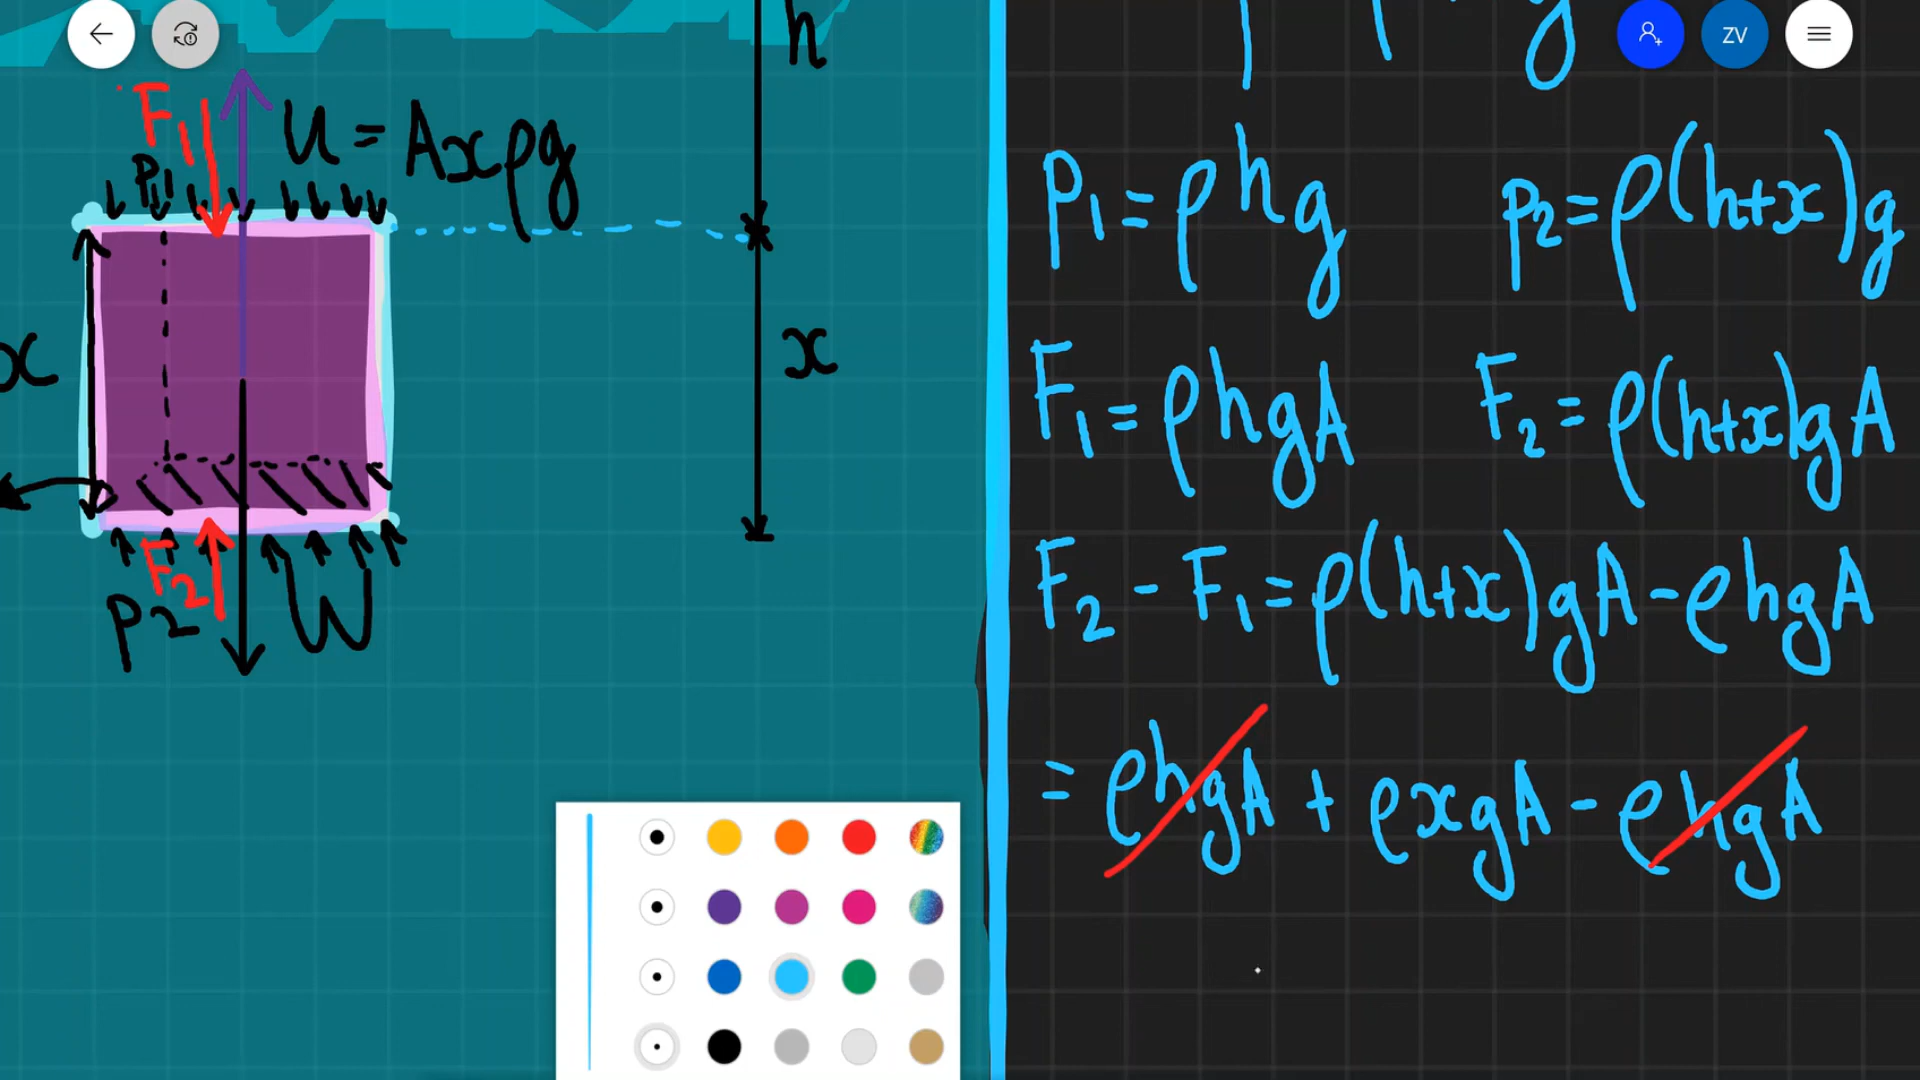 h
ZV
F1
U = Axρg
P1
x
x
F2
P2
W
P1 = ρhg
P2 = ρ(h+x)g
F1 = ρhgA
F2 = ρ(h+x)gA
F2 - F1 = ρ(h+x)gA - ρhgA
= ρhgA + ρxgA - ρhgA